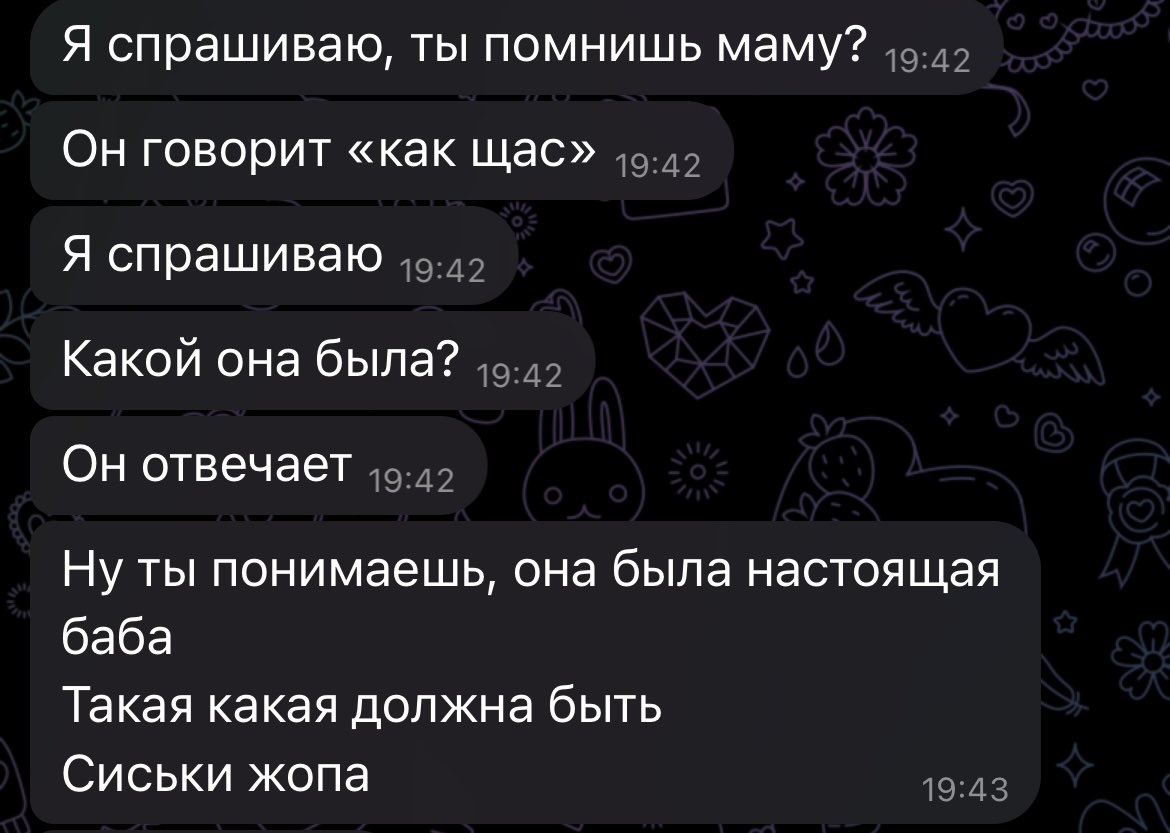 Я спрашиваю, ты помнишь маму? 19:42
Он говорит «как щас» 19:42
Я спрашиваю 19:42
Какой она была? 19:42
Он отвечает 19:42
Ну ты понимаешь, она была настоящая
баба
Такая какая должна быть
Сиськи жопа 19:43